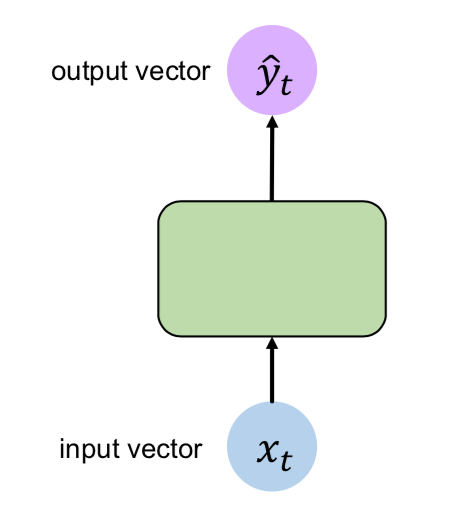 output vector
ŷₜ
input vector
xₜ